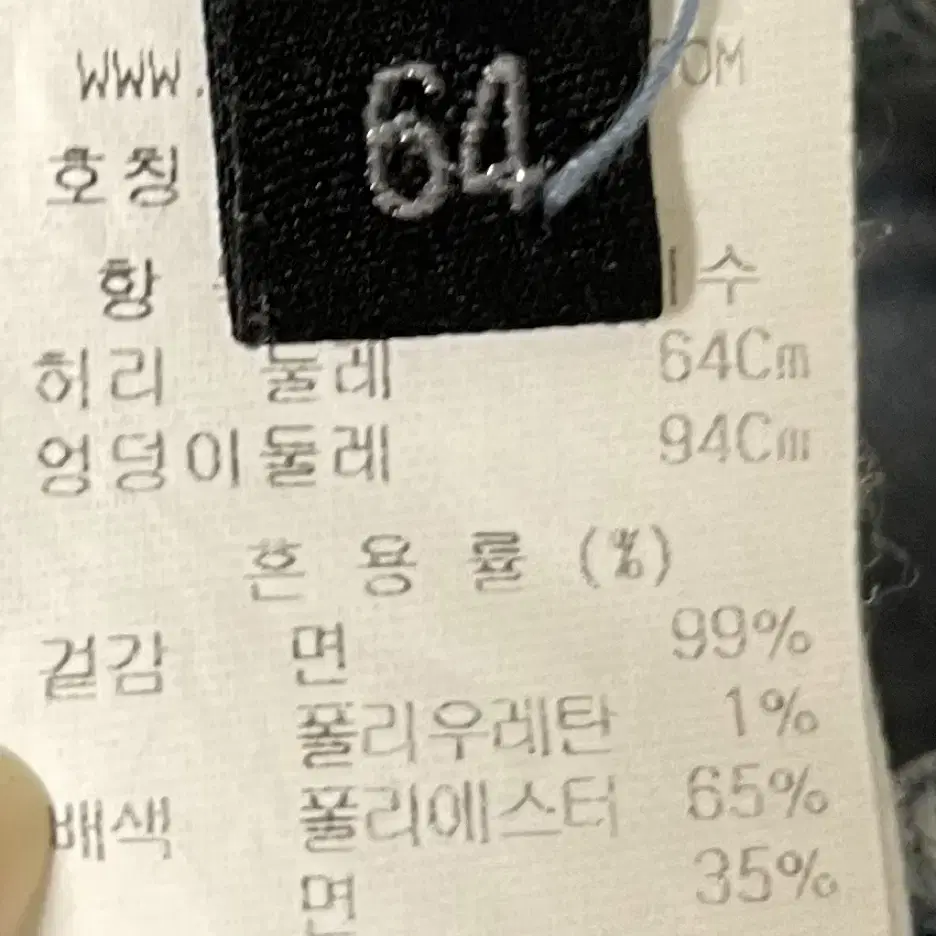 WWW.
OM
64
호칭
항
수
허리 둘레 64Cm
엉덩이둘레 94Cm
혼 용 률 (%)
겉감 면 99%
폴리우레탄 1%
배색 폴리에스터 65%
면 35%